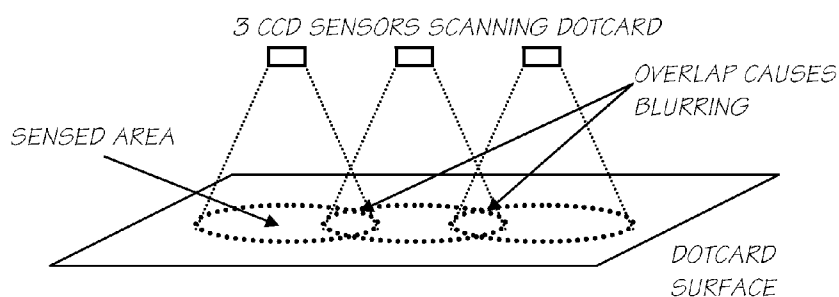 3 CCD SENSORS SCANNING DOTCARD
OVERLAP CAUSES
BLURRING
SENSED AREA
DOTCARD
SURFACE